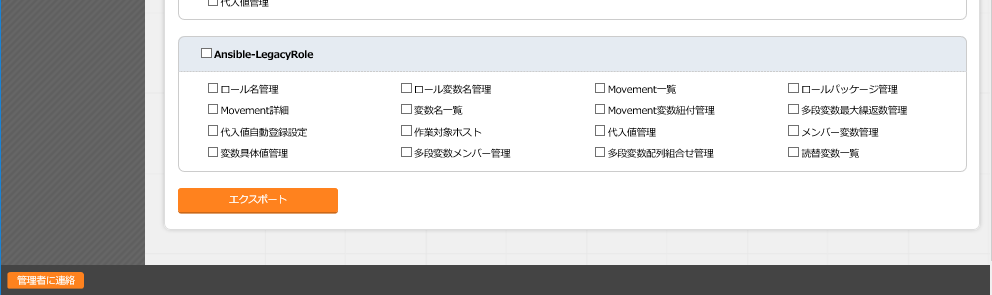 代入値管理
Ansible-LegacyRole
ロール名管理 ロール変数名管理 Movement一覧 ロールパッケージ管理
Movement詳細 変数名一覧 Movement変数紐付管理 多段変数最大繰返数管理
代入値自動登録設定 作業対象ホスト 代入値管理 メンバー変数管理
変数具体値管理 多段変数メンバー管理 多段変数配列組合せ管理 読替変数一覧
エクスポート
管理者に連絡